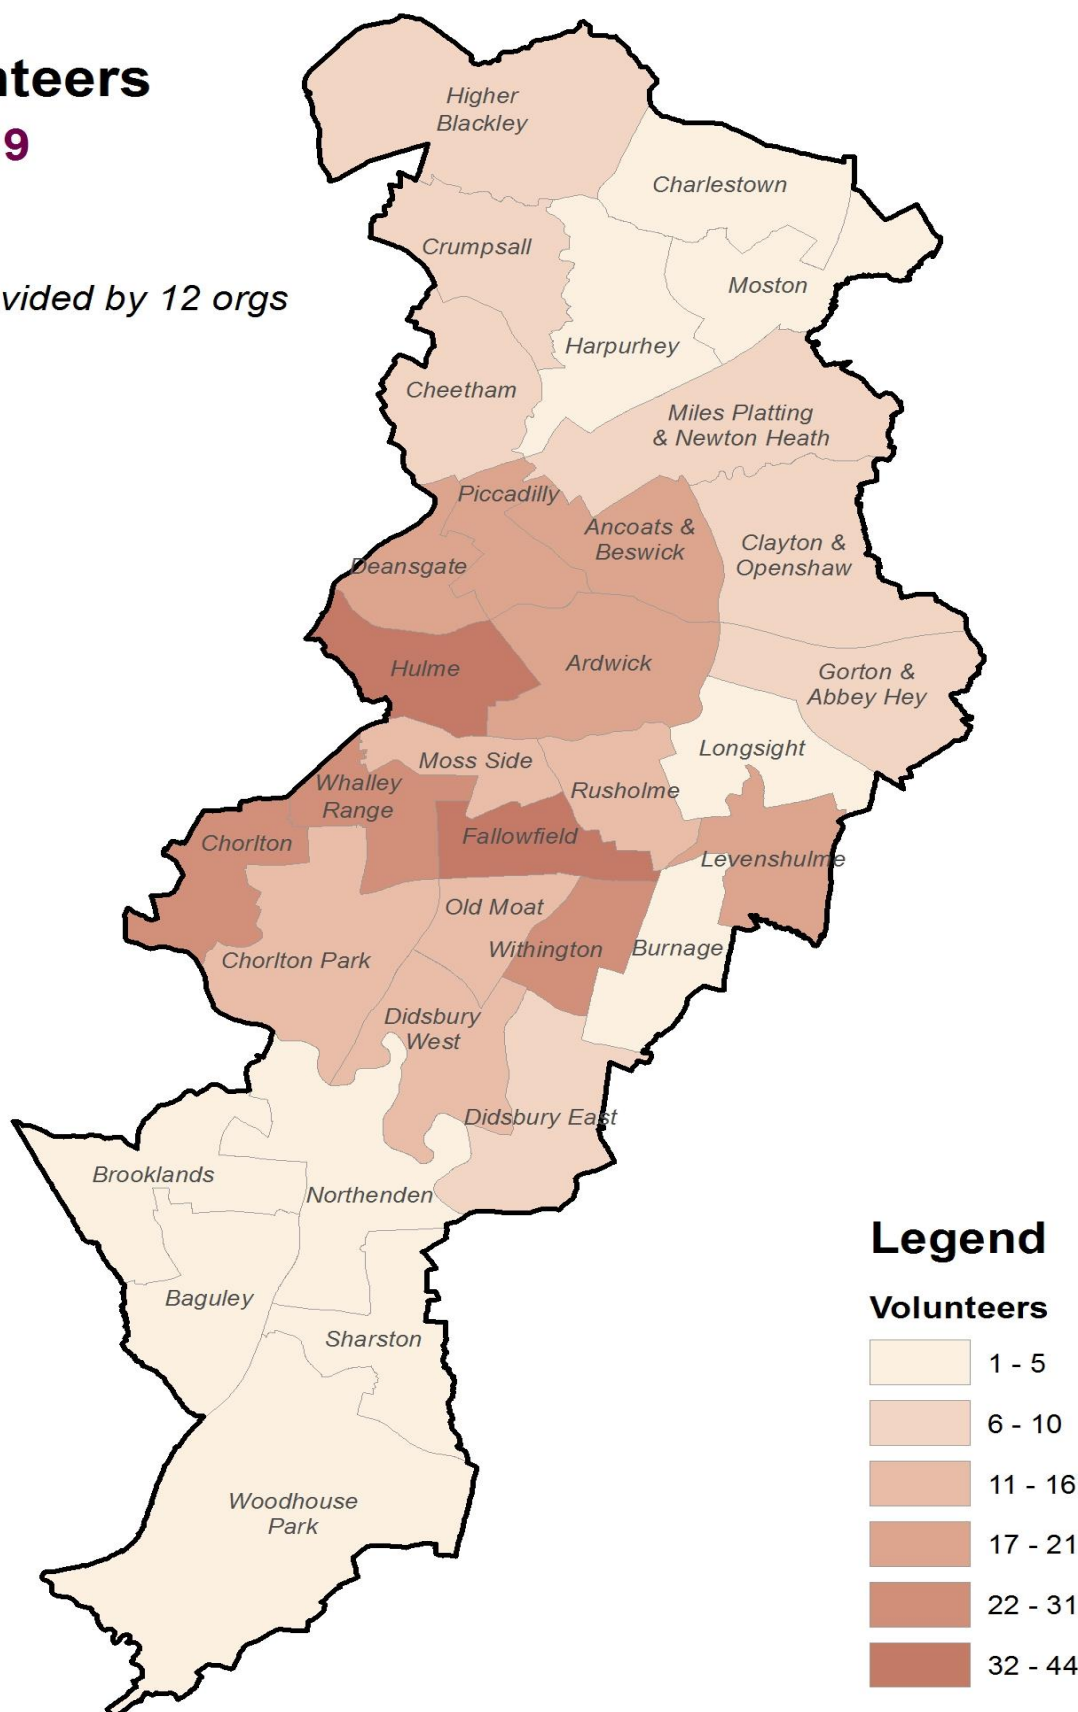 nteers
9
vided by 12 orgs
Higher
Blackley
Charlestown
Crumpsall
Moston
Harpurhey
Cheetham
Miles Platting
& Newton Heath
Piccadilly
Ancoats &
Beswick
Clayton &
Openshaw
Deansgate
Hulme
Ardwick
Gorton &
Abbey Hey
Longsight
Moss Side
Whalley
Range
Rusholme
Chorlton
Fallowfield
Levenshulme
Old Moat
Withington
Burnage
Chorlton Park
Didsbury
West
Didsbury East
Brooklands
Northenden
Baguley
Sharston
Woodhouse
Park
Legend
Volunteers
1 - 5
6 - 10
11 - 16
17 - 21
22 - 31
32 - 44